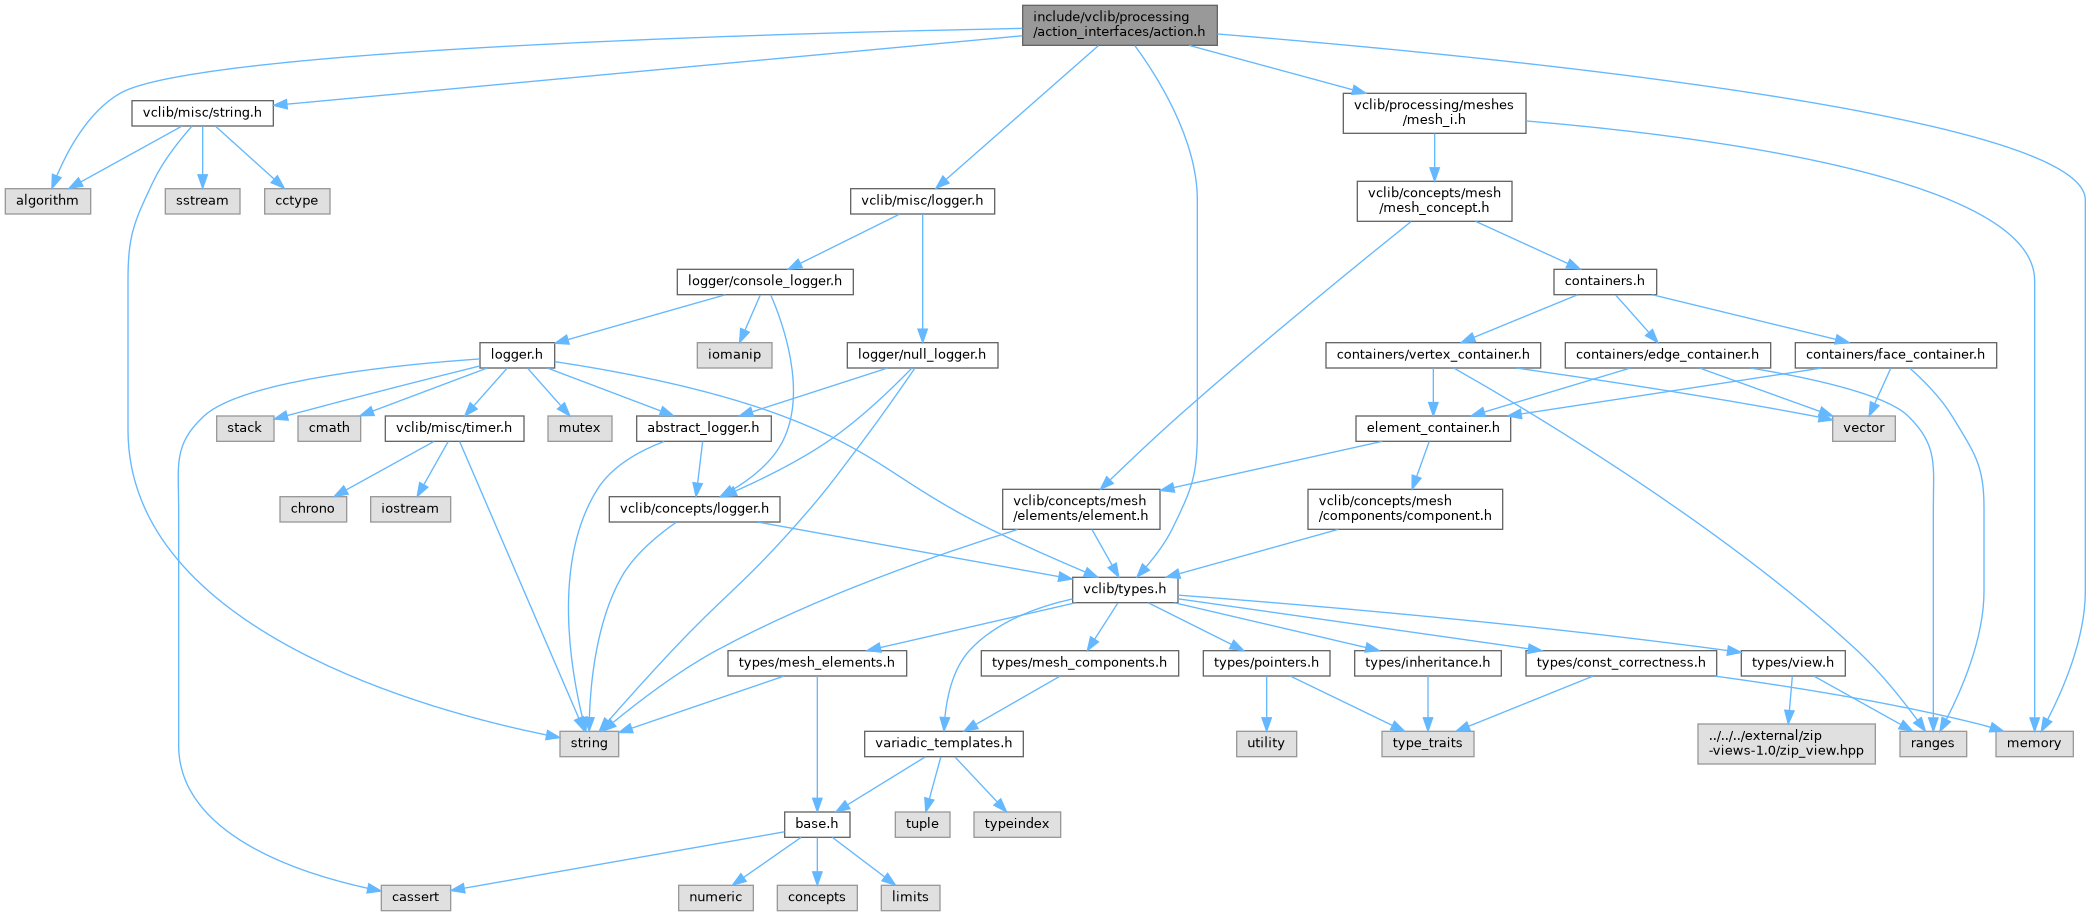 include/vclib/processing
/action_interfaces/action.h
vclib/misc/string.h
vclib/processing/meshes
/mesh_i.h
algorithm
sstream
cctype
vclib/misc/logger.h
vclib/concepts/mesh
/mesh_concept.h
logger/console_logger.h
containers.h
logger.h
iomanip
logger/null_logger.h
containers/vertex_container.h
containers/edge_container.h
containers/face_container.h
stack
cmath
vclib/misc/timer.h
mutex
abstract_logger.h
element_container.h
vector
chrono
iostream
vclib/concepts/logger.h
vclib/concepts/mesh
/elements/element.h
vclib/concepts/mesh
/components/component.h
vclib/types.h
types/mesh_elements.h
types/mesh_components.h
types/pointers.h
types/inheritance.h
types/const_correctness.h
types/view.h
string
variadic_templates.h
utility
type_traits
../../../external/zip
-views-1.0/zip_view.hpp
ranges
memory
base.h
tuple
typeindex
cassert
numeric
concepts
limits